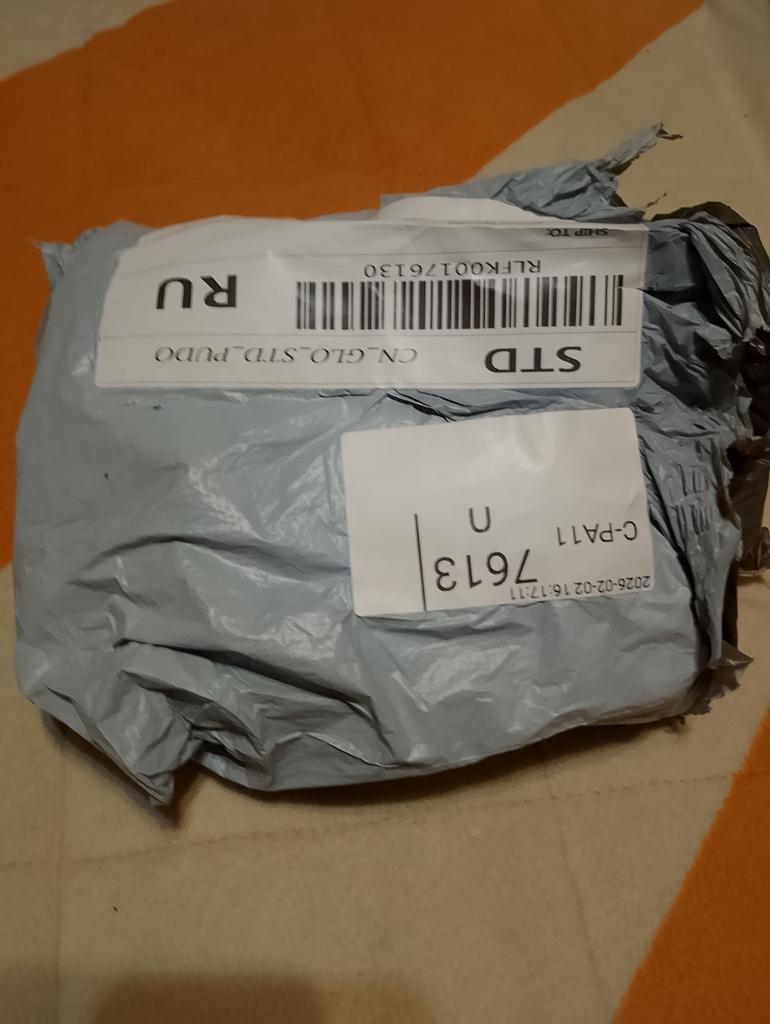 2026-02-02 16:17:11
7613
C-PA11
STD CN_GLO_STD_PUDO
RU
RLFK00176130
SHIP TO: